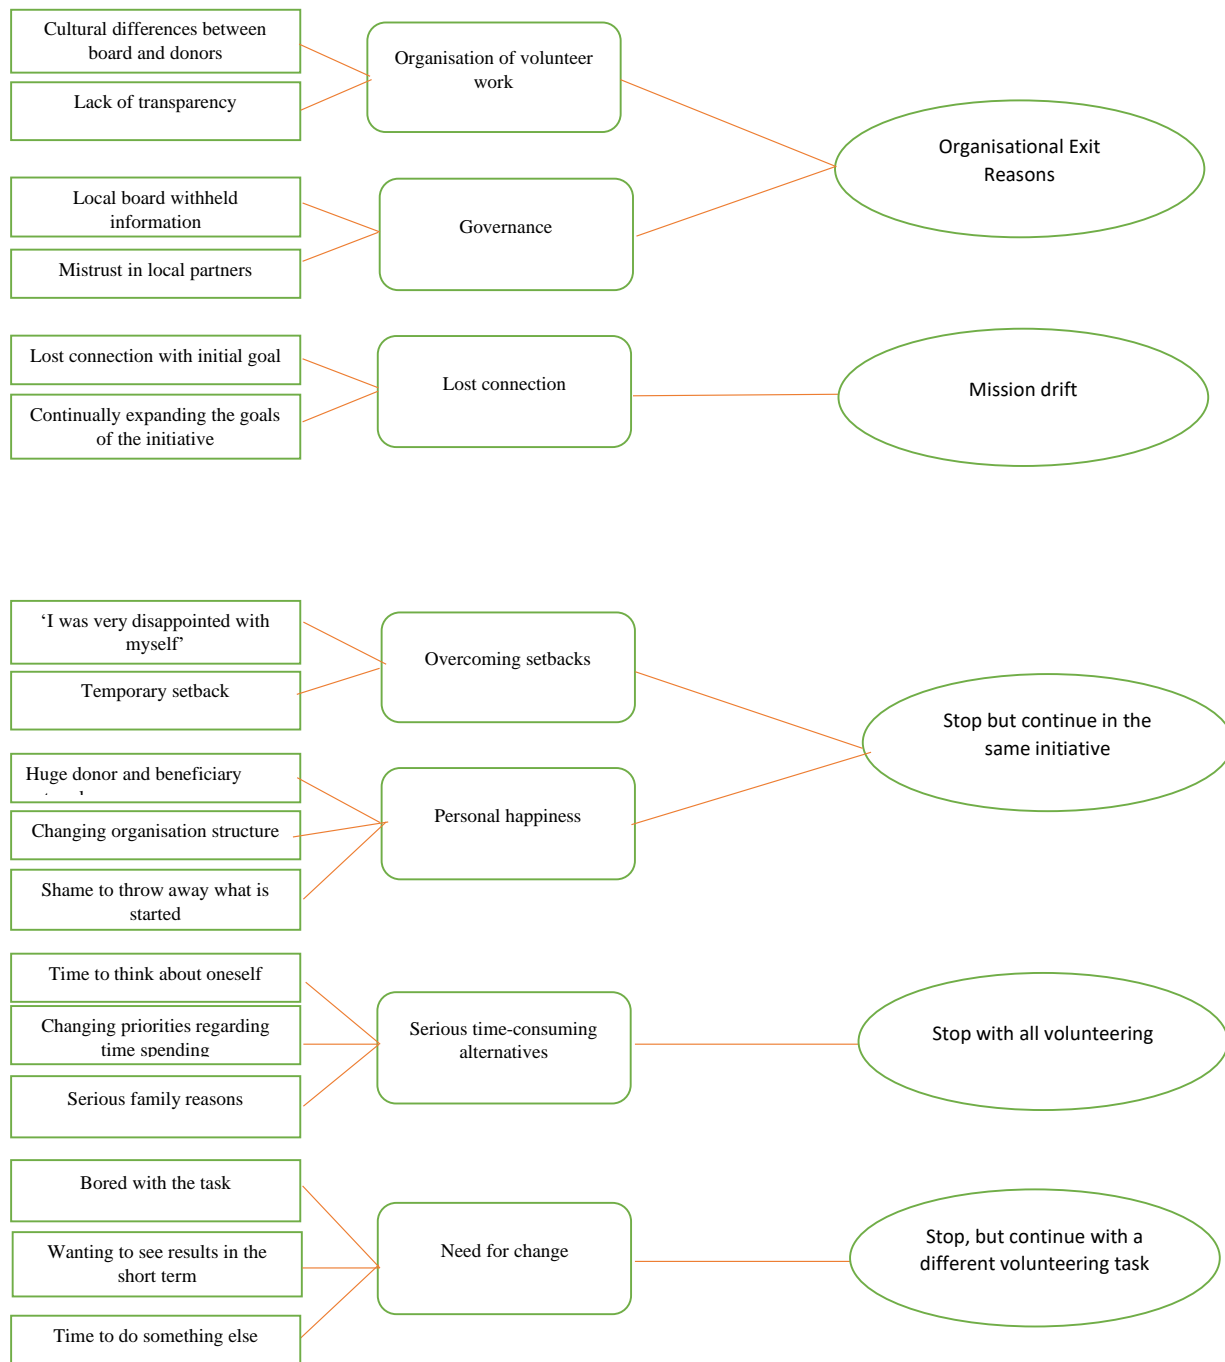 Cultural differences between
board and donors
Lack of transparency
Organisation of volunteer
work
Local board withheld
information
Mistrust in local partners
Governance
Organisational Exit
Reasons
Lost connection with initial goal
Continually expanding the goals
of the initiative
Lost connection
Mission drift
‘I was very disappointed with
myself’
Temporary setback
Overcoming setbacks
Huge donor and beneficiary
Changing organisation structure
Shame to throw away what is
started
Personal happiness
Stop but continue in the
same initiative
Time to think about oneself
Changing priorities regarding
time spending
Serious family reasons
Serious time-consuming
alternatives
Stop with all volunteering
Bored with the task
Wanting to see results in the
short term
Time to do something else
Need for change
Stop, but continue with a
different volunteering task